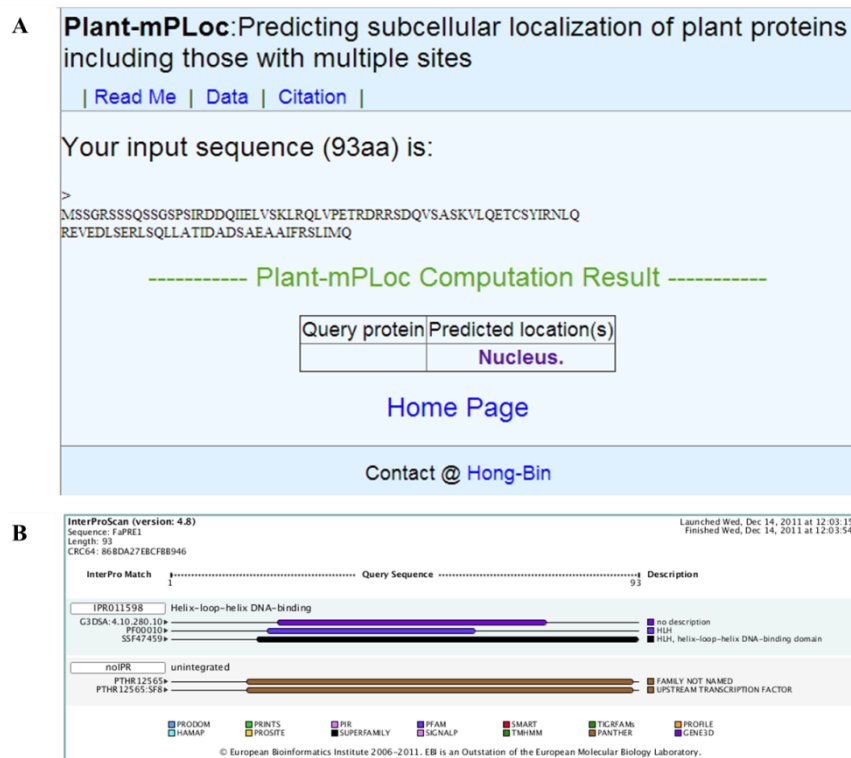 A
Plant-mPLoc:Predicting subcellular localization of plant proteins
including those with multiple sites
| Read Me | Data | Citation |
Your input sequence (93aa) is:
>
MSSGRSSSQSSGSPSIRDDQIIELVSKLRQLVPETRDRRSDQVSASKVLQETCSYIRNLQ
REVEDLSERLSQLLATIDADSAEAAIFRSLIMQ
----------- Plant-mPLoc Computation Result -----------
Query protein Predicted location(s)
Nucleus.
Home Page
Contact @ Hong-Bin
B
InterProScan (version: 4.8)
Sequence: FaPRE1
Length: 93
CRC64: 86BDA27EBCFBB946
Launched Wed, Dec 14, 2011 at 12:03:15
Finished Wed, Dec 14, 2011 at 12:03:54
InterPro Match Query Sequence Description
1 93
IPR011598 Helix-loop-helix DNA-binding
G3DSA:4.10.280.10 no description
PF00010 HLH
SSF47459 HLH, helix-loop-helix DNA-binding domain
noIPR unintegrated
PTHR12565 FAMILY NOT NAMED
PTHR12565:SF8 UPSTREAM TRANSCRIPTION FACTOR
PRODOM PRINTS PIR PFAM SMART TIGRFAMs PROFILE
HAMAP PROSITE SUPERFAMILY SIGNALP TMHMM PANTHER GENE3D
© European Bioinformatics Institute 2006-2011. EBI is an Outstation of the European Molecular Biology Laboratory.